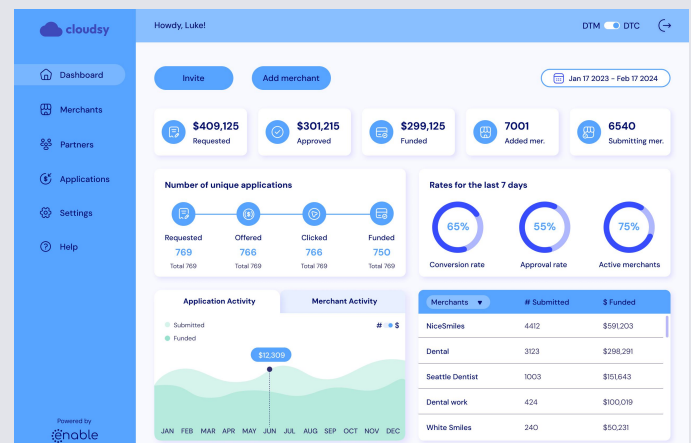 cloudsy
Howdy, Luke!
DTM DTC
Dashboard
Merchants
Partners
Applications
Settings
Help
Powered by
enable
Invite
Add merchant
Jan 17 2023 - Feb 17 2024
$409,125
Requested
$301,215
Approved
$299,125
Funded
7001
Added mer.
6540
Submitting mer.
Number of unique applications
Requested Offered Clicked Funded
769 766 766 750
Total 769 Total 769 Total 769 Total 769
Rates for the last 7 days
65% 55% 75%
Conversion rate Approval rate Active merchants
Application Activity Merchant Activity
Submitted # $
Funded
$12,309
JAN FEB MAR APR MAY JUN JUL AUG SEP OCT NOV DEC
Merchants ▼ # Submitted $ Funded
NiceSmiles 4412 $591,203
Dental 3123 $298,291
Seattle Dentist 1003 $151,643
Dental work 424 $100,019
White Smiles 240 $50,231